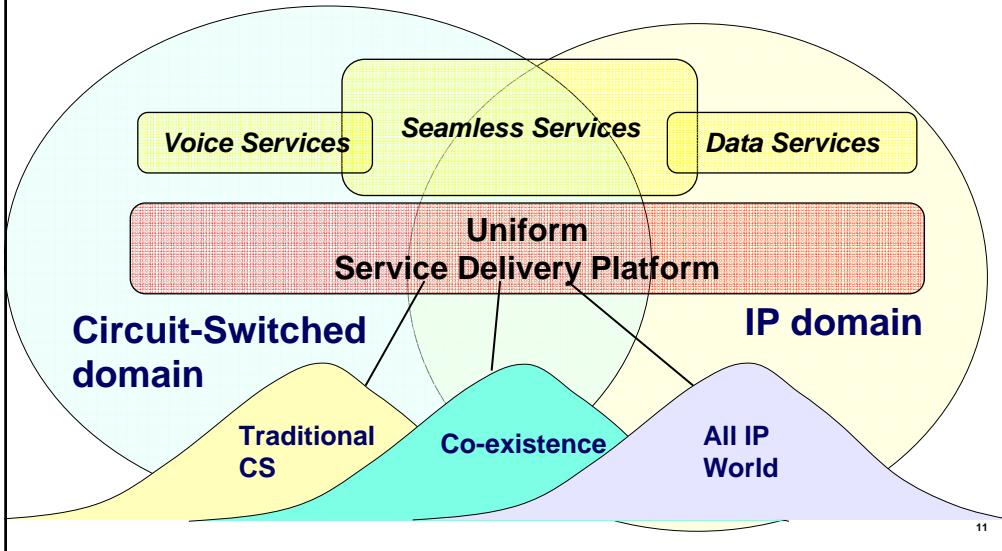 Voice Services
Seamless Services
Data Services
Uniform
Service Delivery Platform
Circuit-Switched
domain
IP domain
Traditional
CS
Co-existence
All IP
World
11